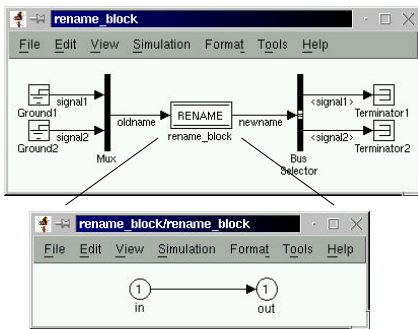 rename_block
File Edit View Simulation Format Tools Help
signal1
Ground1
signal2
Ground2
Mux
oldname
RENAME
rename_block
newname
Bus
Selector
<signal1>
Terminator1
<signal2>
Terminator2
rename_block/rename_block
File Edit View Simulation Format Tools Help
1
in
1
out